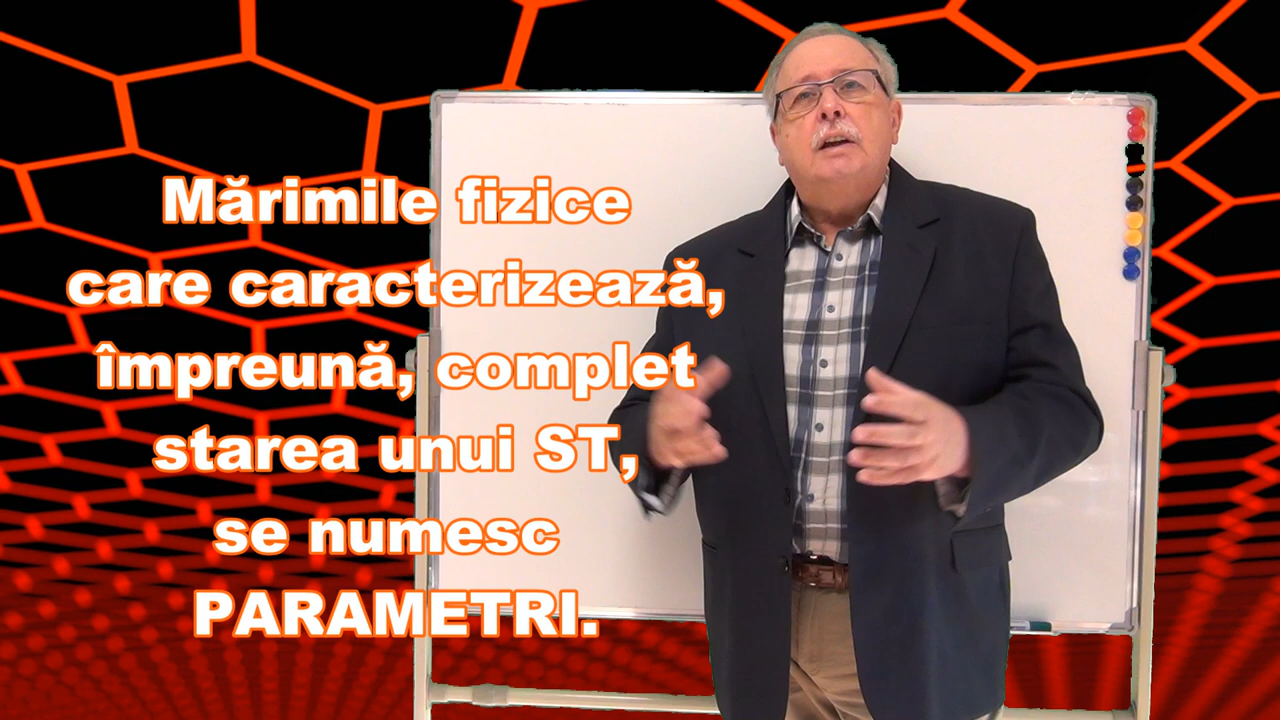 Mărimile fizice
care caracterizează,
împreună, complet
starea unui ST,
se numesc
PARAMETRI.